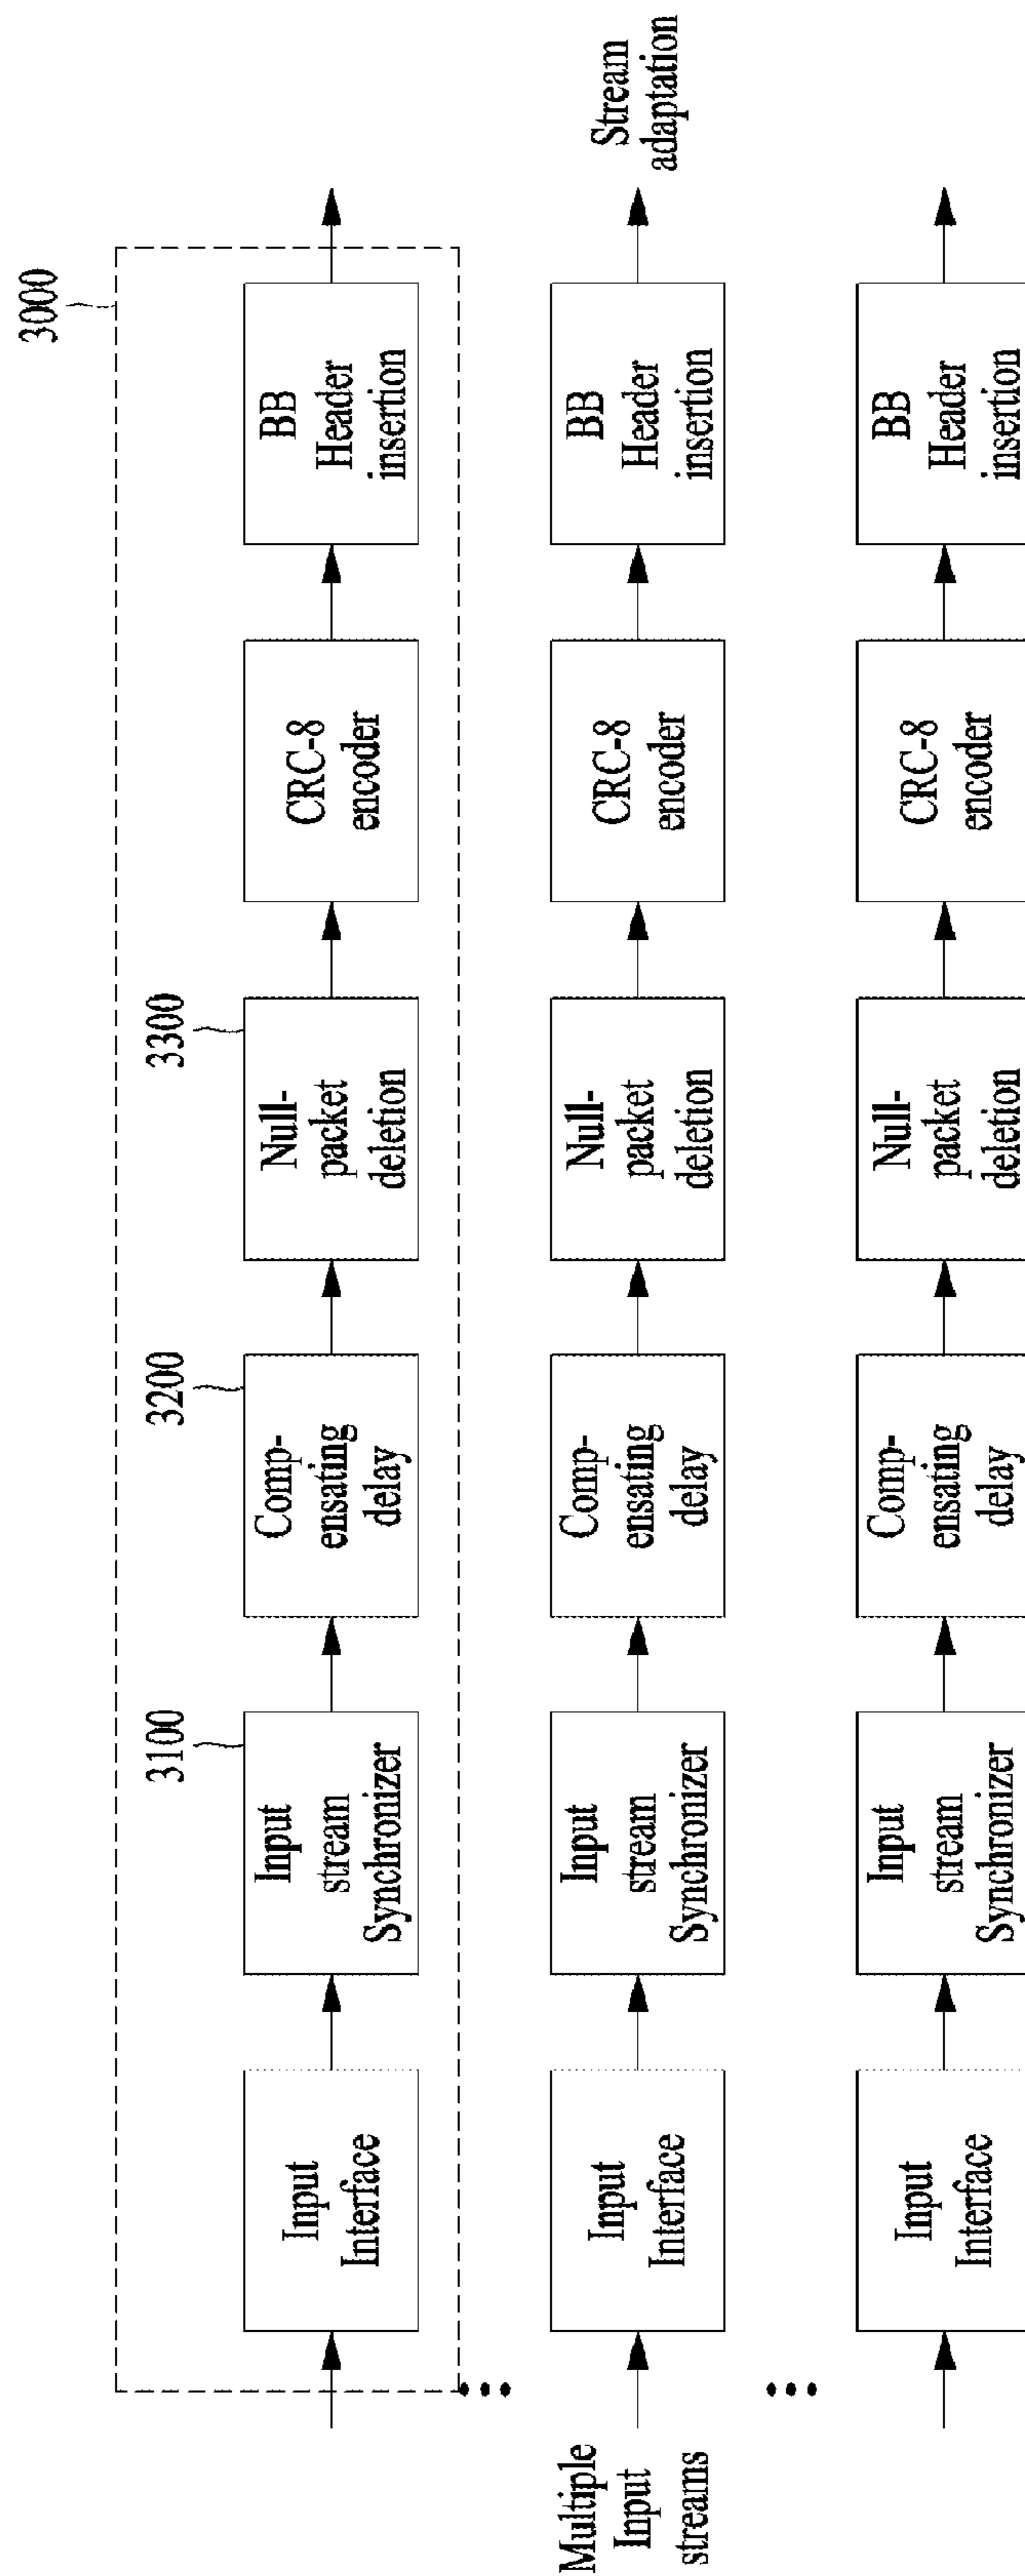 3000
3100
3200
3300
Input
Interface
Input
stream
Synchronizer
Comp-
ensating
delay
Null-
packet
deletion
CRC-8
encoder
BB
Header
insertion
Multiple
Input
streams
Input
Interface
Input
stream
Synchronizer
Comp-
ensating
delay
Null-
packet
deletion
CRC-8
encoder
BB
Header
insertion
Stream
adaptation
Input
Interface
Input
stream
Synchronizer
Comp-
ensating
delay
Null-
packet
deletion
CRC-8
encoder
BB
Header
insertion